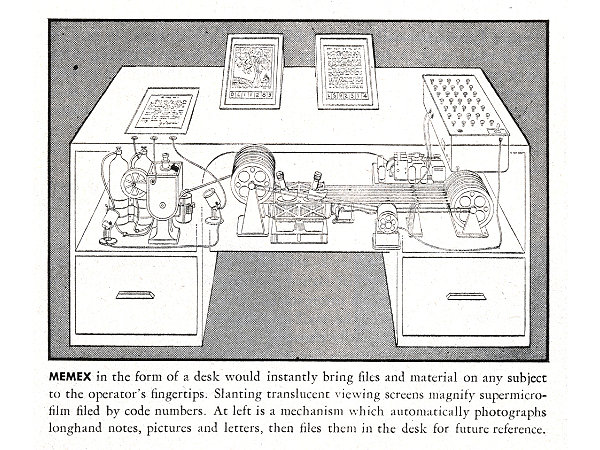 MEMEX in the form of a desk would instantly bring files and material on any subject
to the operator's fingertips. Slanting translucent viewing screens magnify supermicro-
film filed by code numbers. At left is a mechanism which automatically photographs
longhand notes, pictures and letters, then files them in the desk for future reference.